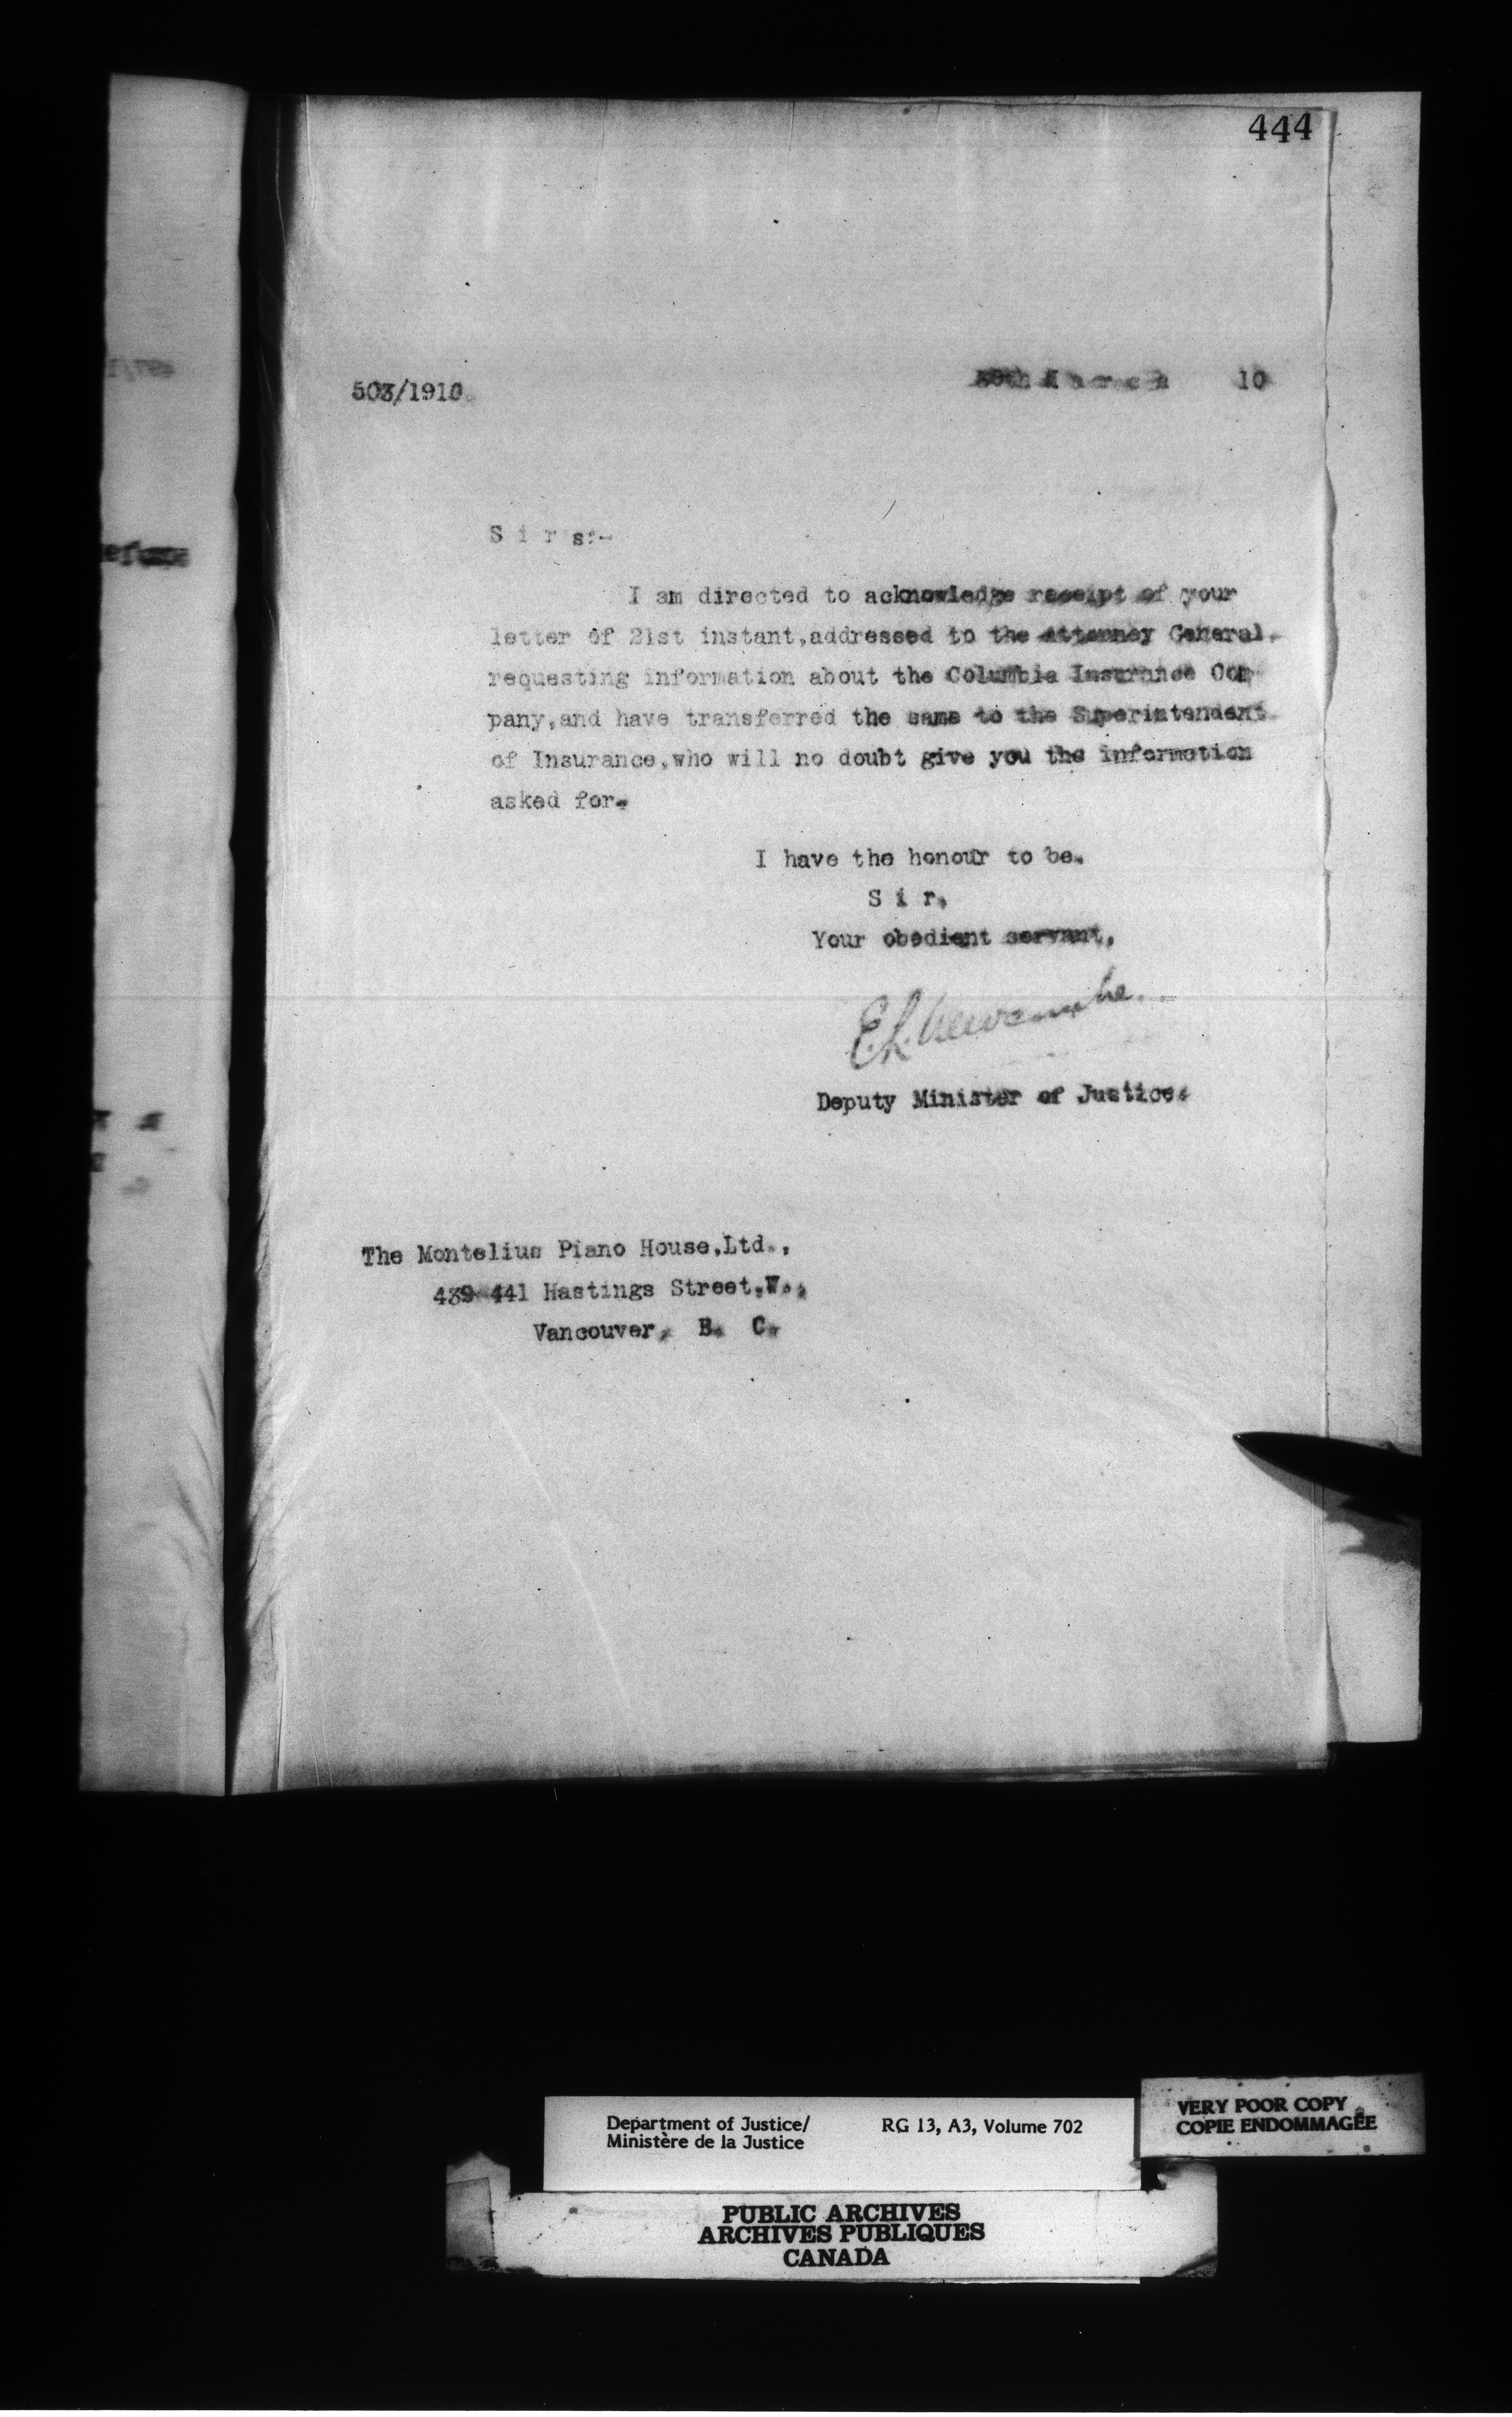 444
503/1910
30th M a r c h 10
S i r s:-
I am directed to acknowledge receipt of your
letter of 21st instant,addressed to the Attorney General,
requesting information about the Columbia Insurance Com-
pany,and have transferred the same to the Superintendent
of Insurance,who will no doubt give you the information
asked for.
I have the honour to be,
S i r,
Your obedient servant,
E.L. Newcombe
Deputy Minister of Justice.
The Montelius Piano House,Ltd.,
439-441 Hastings Street,W.,
Vancouver, B. C.
Department of Justice/
Ministère de la Justice
RG 13, A3, Volume 702
VERY POOR COPY
COPIE ENDOMMAGÉE
PUBLIC ARCHIVES
ARCHIVES PUBLIQUES
CANADA